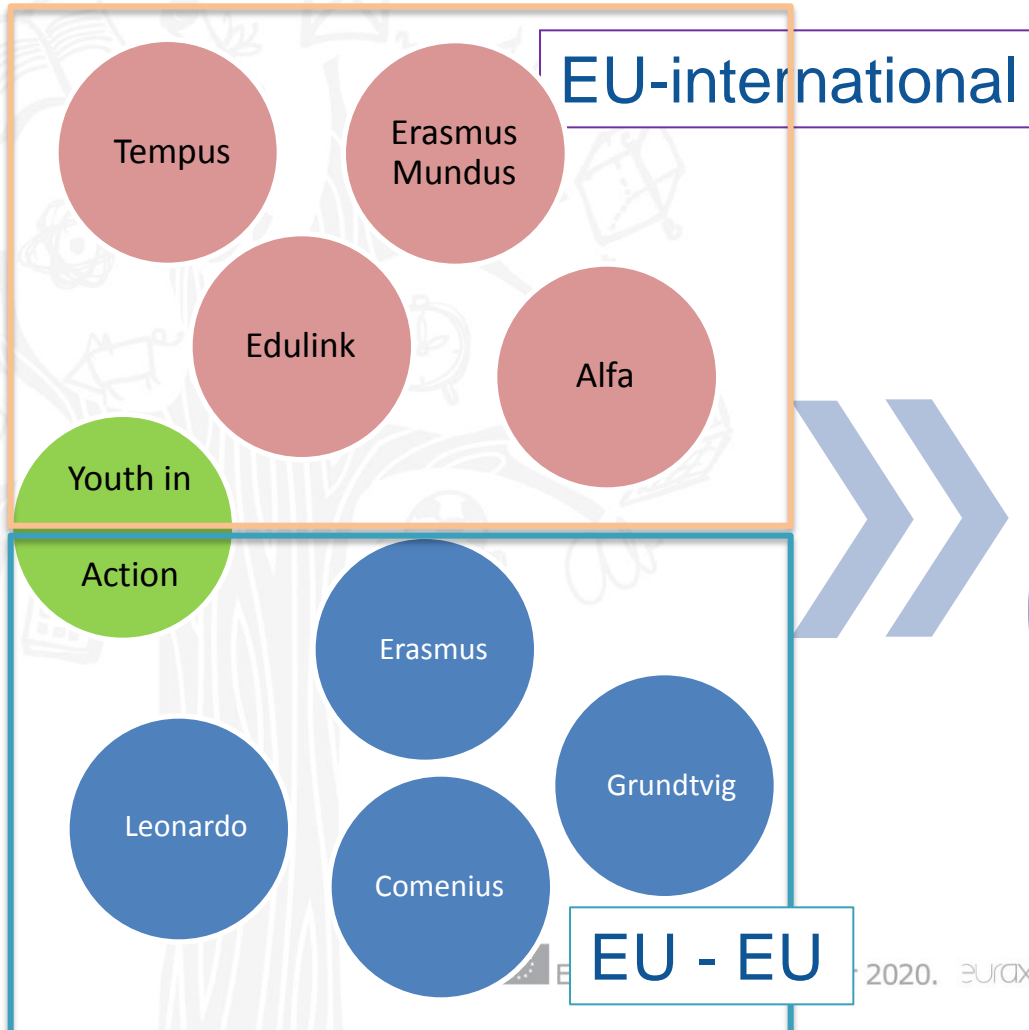 EU-international
Tempus
Erasmus
Mundus
Edulink
Alfa
Youth in
Action
Erasmus
Grundtvig
Leonardo
Comenius
EU - EU
2020.